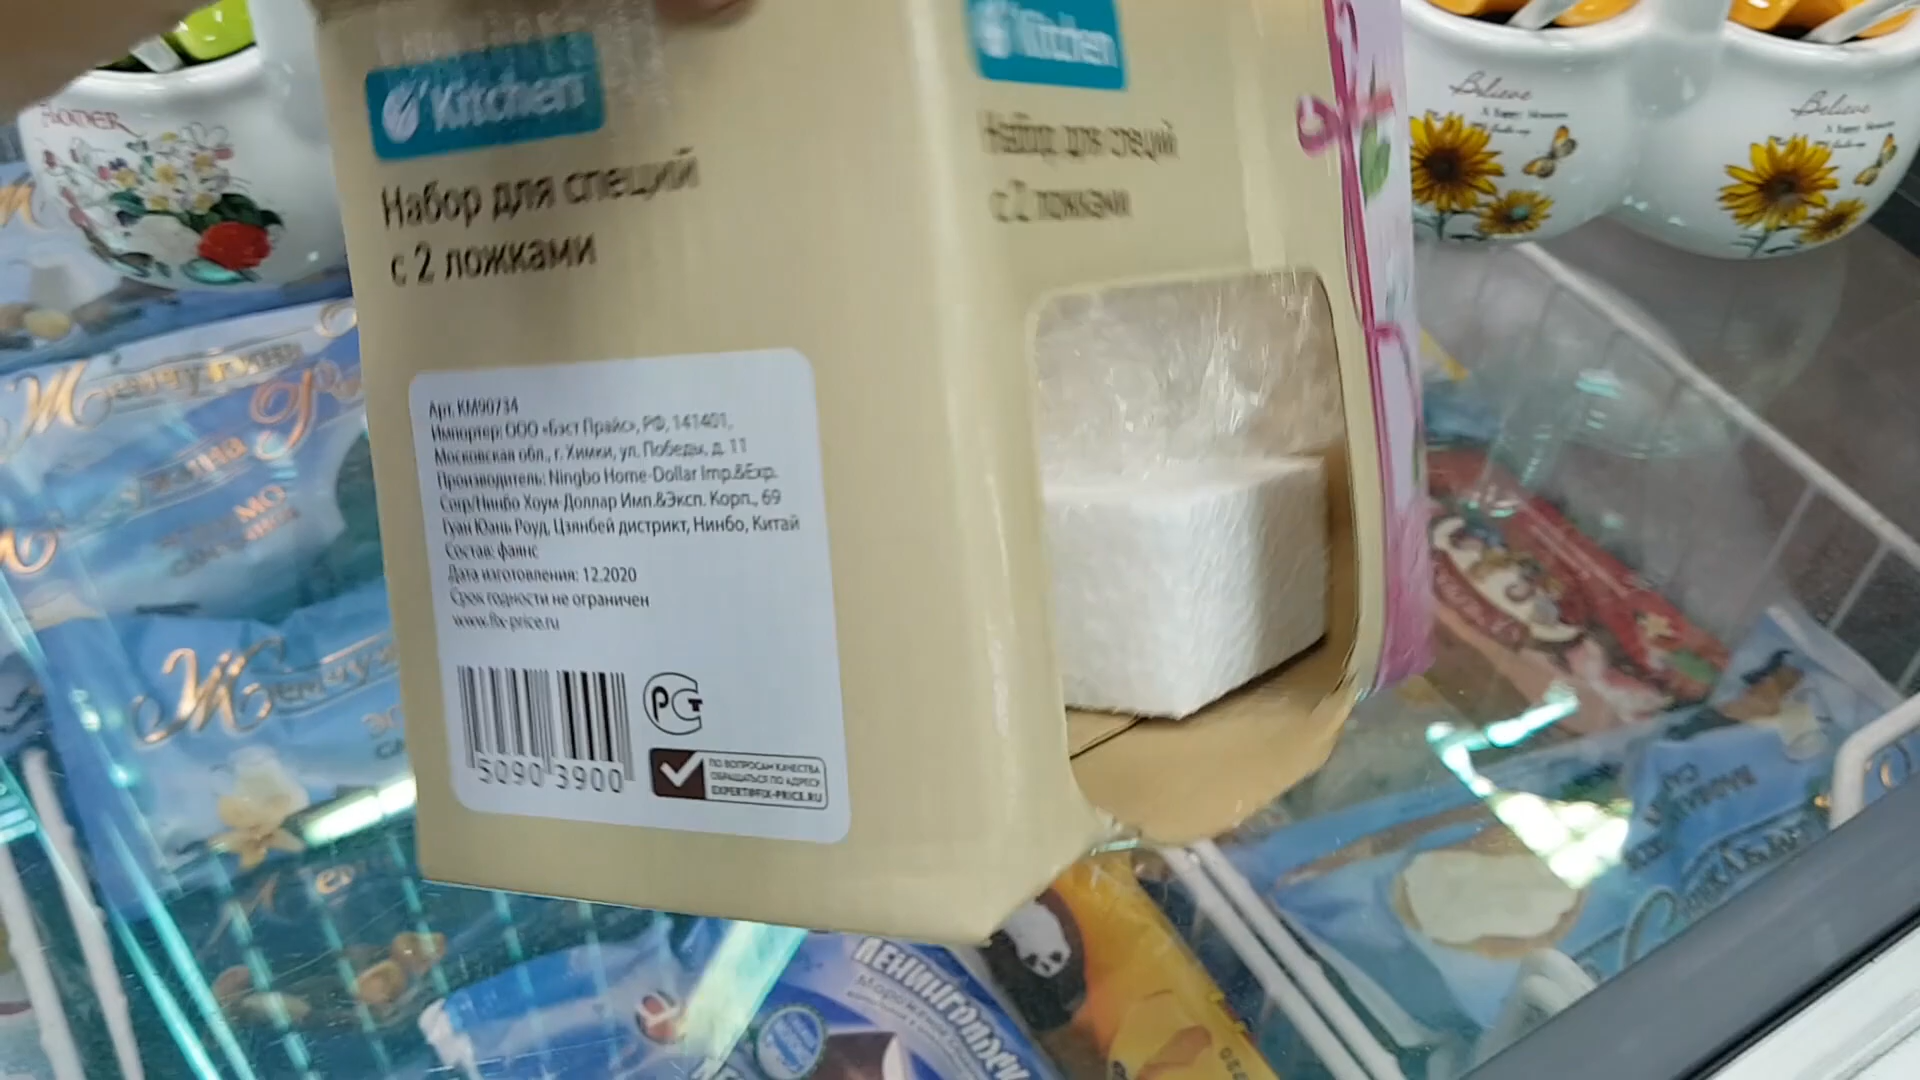 Kitchen
Набор для специй
с 2 ложками
Kitchen
Набор для специй
с 2 ложками
Арт. КМ90734
Импортер: ООО «Бэст Прайс», РФ, 141401,
Московская обл., г. Химки, ул. Победы, д. 11
Производитель: Ningbo Home-Dollar Imp.&Exp.
Corp/Нинбо Хоум-Доллар Имп.&Эксп. Корп., 69
Гуан Юань Роуд, Цзянбей дистрикт, Нинбо, Китай
Состав: фаянс
Дата изготовления: 12.2020
Срок годности не ограничен
www.fix-price.ru
5090 3900
РСТ
ПО ВОПРОСАМ КАЧЕСТВА
ОБРАЩАТЬСЯ ПО АДРЕСУ
EXPERT@FIX-PRICE.RU
Believe
Believe
Жемчужина
ЛЕНИНГРАДСК